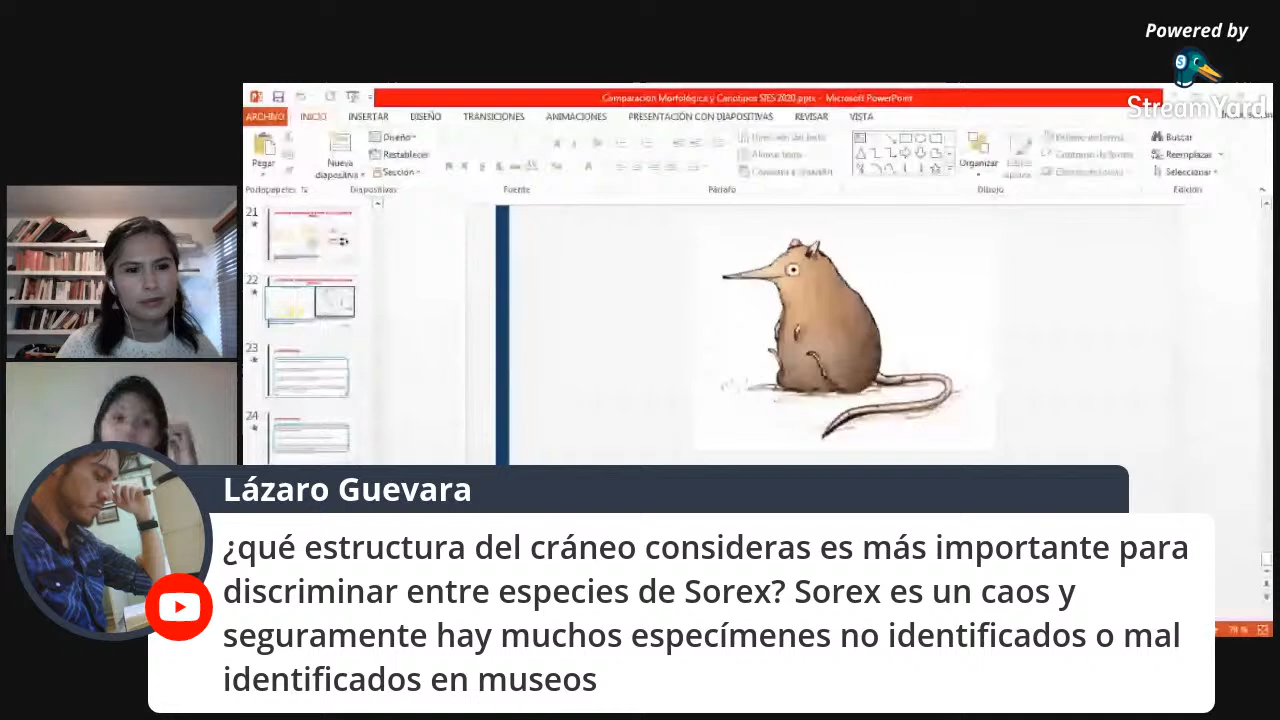 Powered by
StreamYard
Comparación Morfológica y Cariotipos SIES 2020.pptx - Microsoft PowerPoint
ARCHIVO INICIO INSERTAR DISEÑO TRANSICIONES ANIMACIONES PRESENTACIÓN CON DIAPOSITIVAS REVISAR VISTA
Pegar
Nueva
diapositiva
Diseño
Restablecer
Sección
Organizar
Buscar
Reemplazar
Seleccionar
Portapapeles Diapositivas Fuente Párrafo Dibujo Edición
21
22
23
24
78 %
Lázaro Guevara
¿qué estructura del cráneo consideras es más importante para
discriminar entre especies de Sorex? Sorex es un caos y
seguramente hay muchos especímenes no identificados o mal
identificados en museos